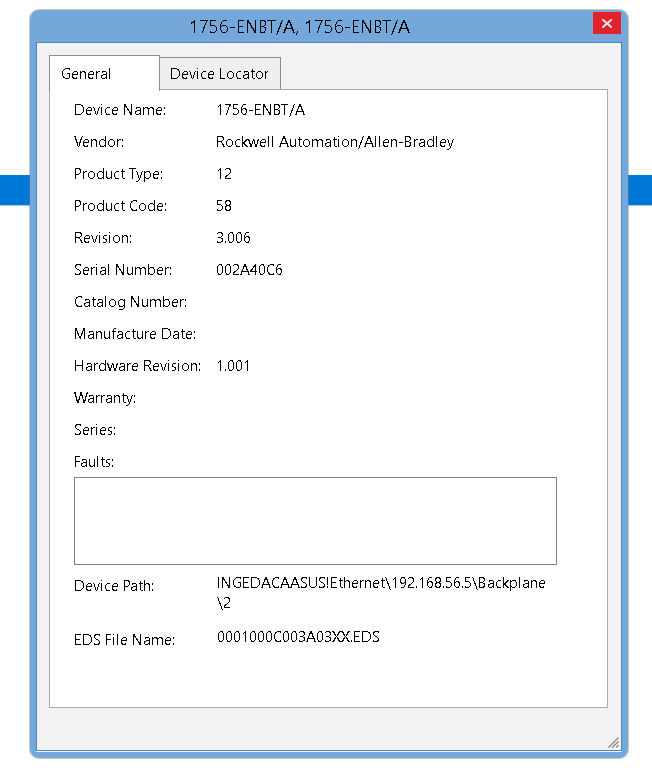 1756-ENBT/A, 1756-ENBT/A
General Device Locator
Device Name: 1756-ENBT/A
Vendor: Rockwell Automation/Allen-Bradley
Product Type: 12
Product Code: 58
Revision: 3.006
Serial Number: 002A40C6
Catalog Number:
Manufacture Date:
Hardware Revision: 1.001
Warranty:
Series:
Faults:
Device Path: INGEDACAASUS!Ethernet\192.168.56.5\Backplane
\2
EDS File Name: 0001000C003A03XX.EDS